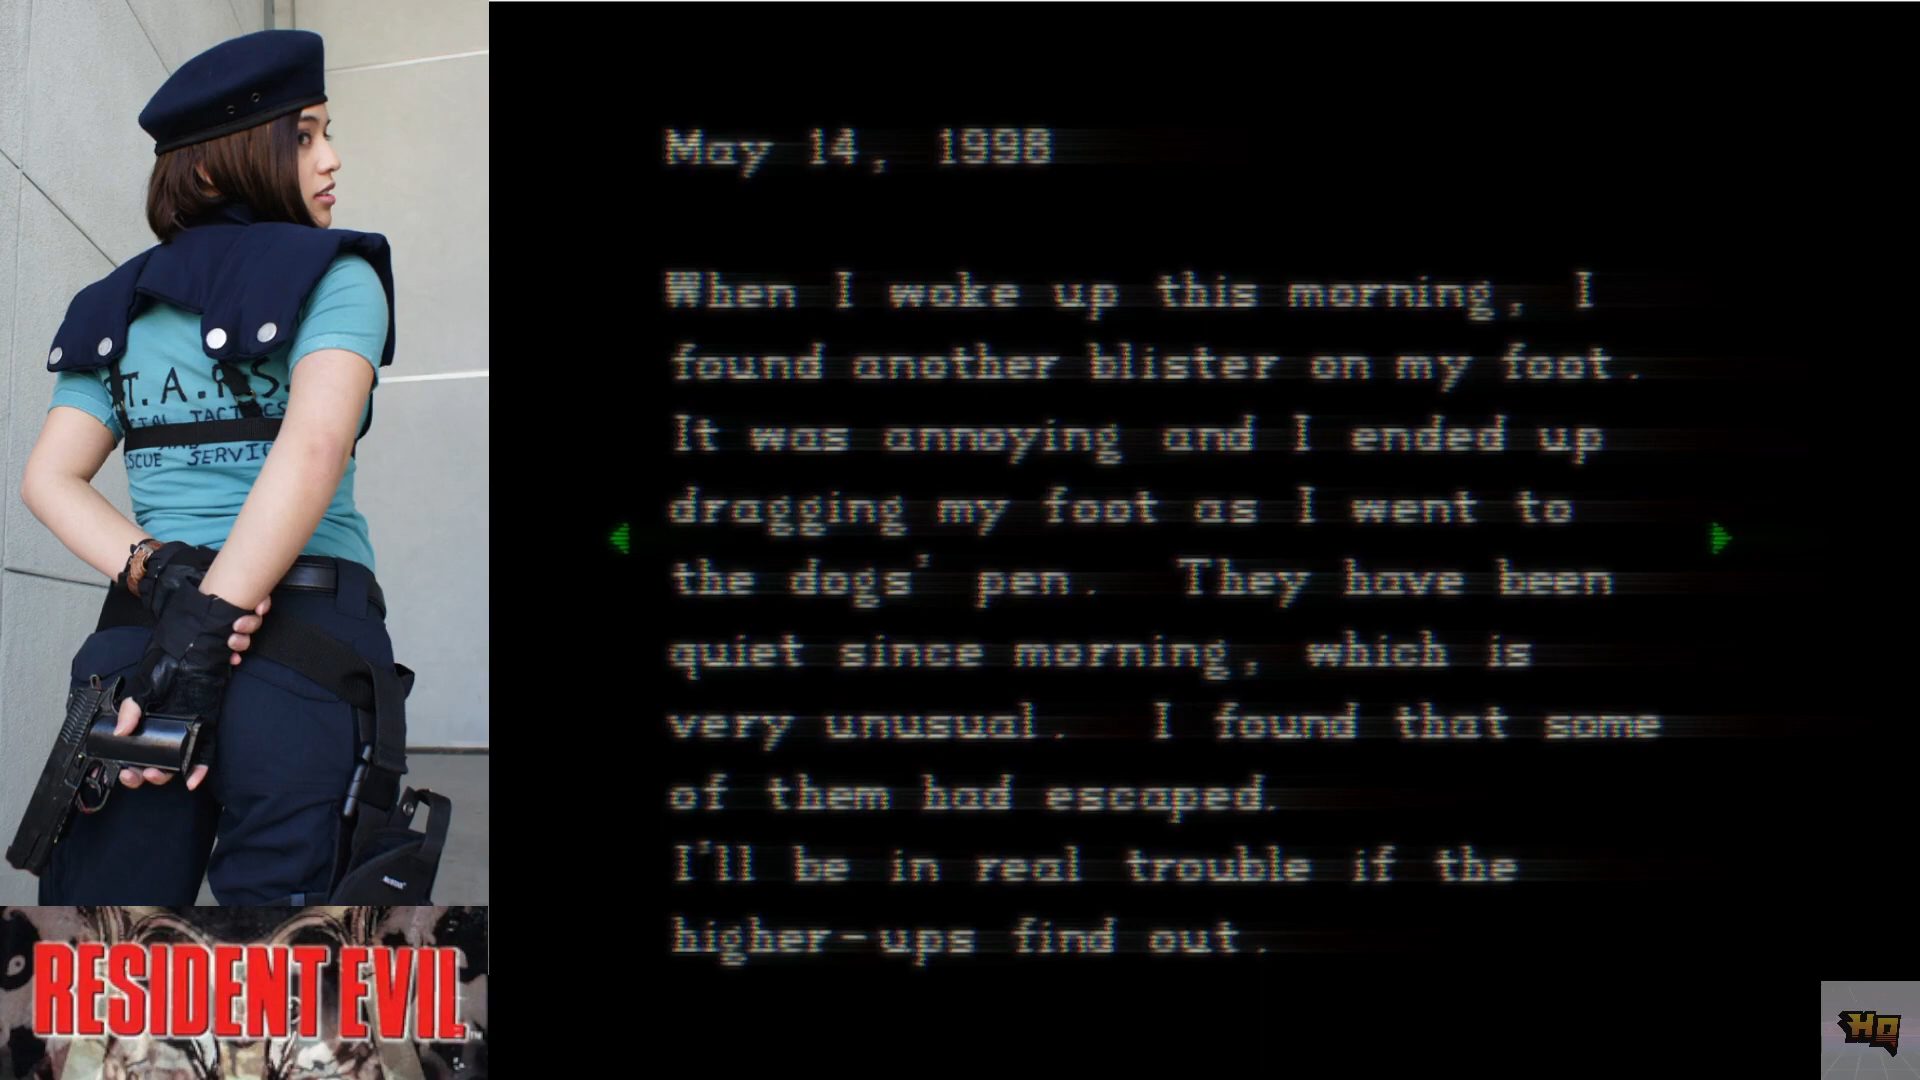 T.A.R.S.
TACTICS
SERVIC
RESIDENT EVIL
May 14, 1998
When I woke up this morning, I
found another blister on my foot.
It was annoying and I ended up
dragging my foot as I went to
the dogs' pen. They have been
quiet since morning, which is
very unusual. I found that some
of them had escaped.
I'll be in real trouble if the
higher-ups find out.
HQ